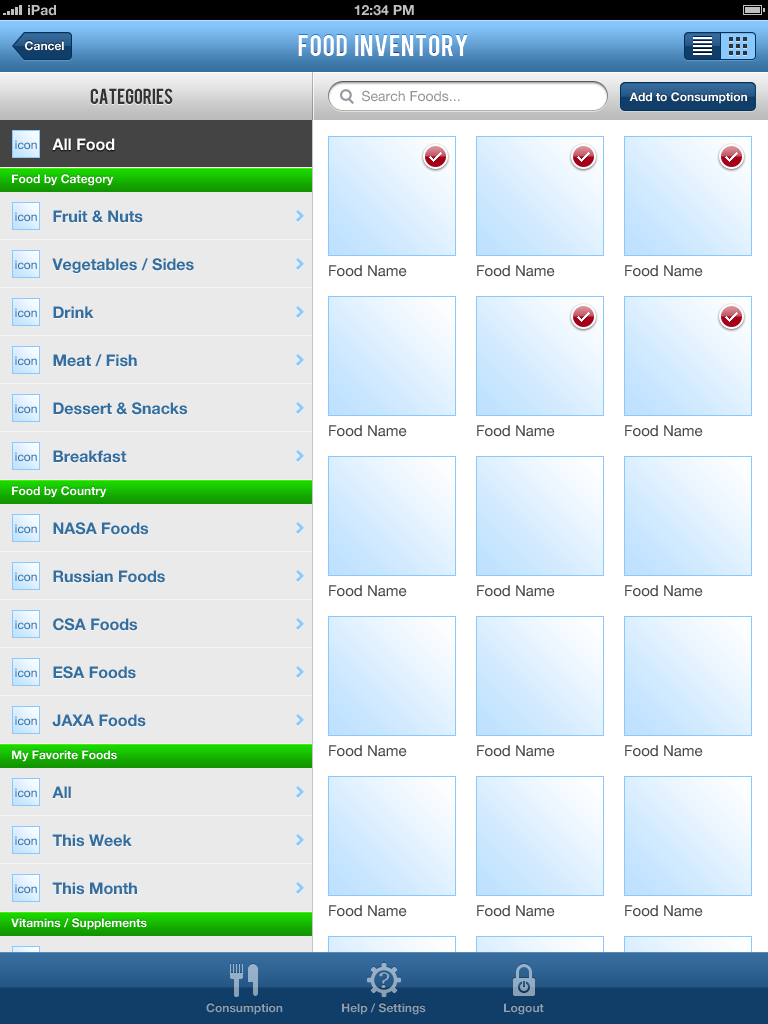 iPad 12:34 PM
Cancel FOOD INVENTORY
CATEGORIES Search Foods... Add to Consumption
icon All Food
Food by Category
icon Fruit & Nuts
icon Vegetables / Sides
icon Drink
icon Meat / Fish
icon Dessert & Snacks
icon Breakfast
Food by Country
icon NASA Foods
icon Russian Foods
icon CSA Foods
icon ESA Foods
icon JAXA Foods
My Favorite Foods
icon All
icon This Week
icon This Month
Vitamins / Supplements
Food Name Food Name Food Name
Food Name Food Name Food Name
Food Name Food Name Food Name
Food Name Food Name Food Name
Food Name Food Name Food Name
Consumption Help / Settings Logout